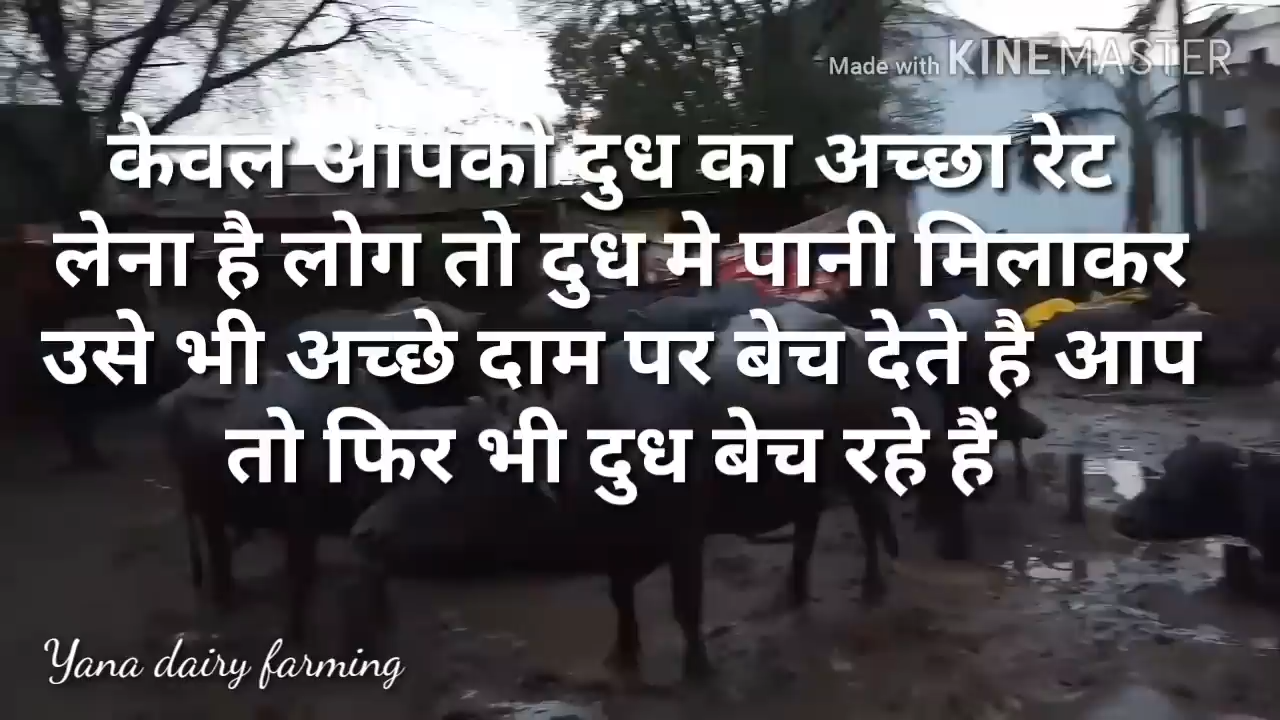 Made with KINEMASTER
केवल आपको दुध का अच्छा रेट
लेना है लोग तो दुध मे पानी मिलाकर
उसे भी अच्छे दाम पर बेच देते है आप
तो फिर भी दुध बेच रहे हैं
Yana dairy farming